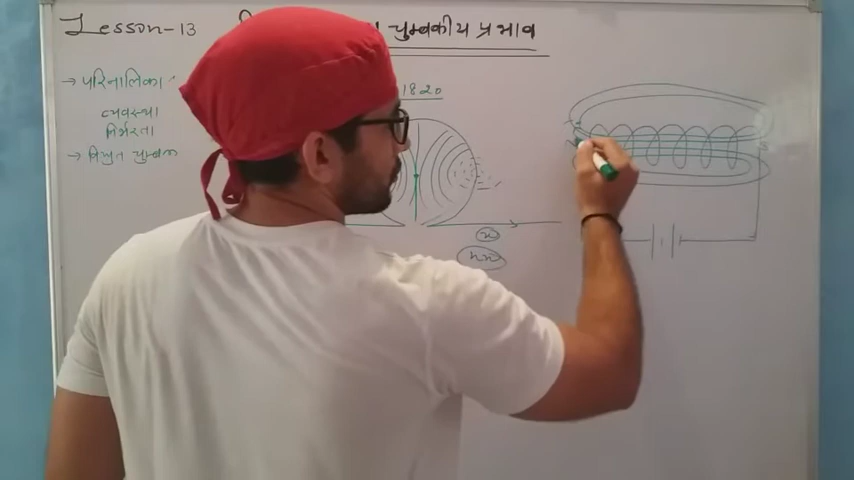 Lesson-13
चुम्बकीय प्रभाव
→ परिनालिका
1820
व्यवस्था
निर्भरता
→ विद्युत चुम्बक
n